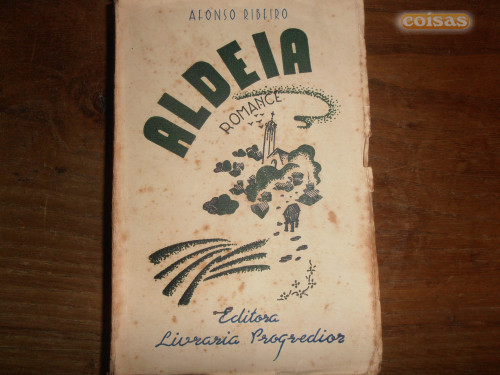 coisas
AFONSO RIBEIRO
ALDEIA
ROMANCE
Editora
Livraria Progredior